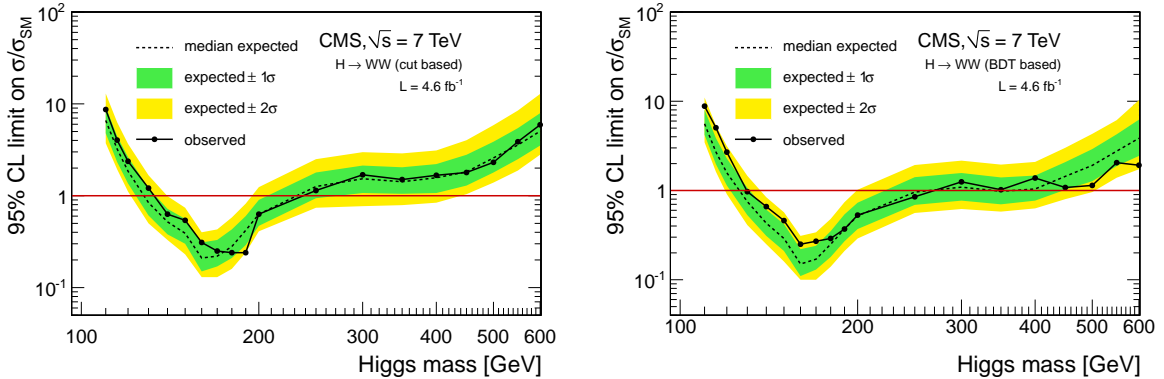 95% CL limit on σ/σSM
10
1
10⁻¹
median expected
expected ± 1σ
expected ± 2σ
observed
CMS, √s = 7 TeV
H → WW (cut based)
L = 4.6 fb⁻¹
100 200 300 400 500 600
Higgs mass [GeV]
95% CL limit on σ/σSM
10
1
10⁻¹
median expected
expected ± 1σ
expected ± 2σ
observed
CMS, √s = 7 TeV
H → WW (BDT based)
L = 4.6 fb⁻¹
100 200 300 400 500 600
Higgs mass [GeV]